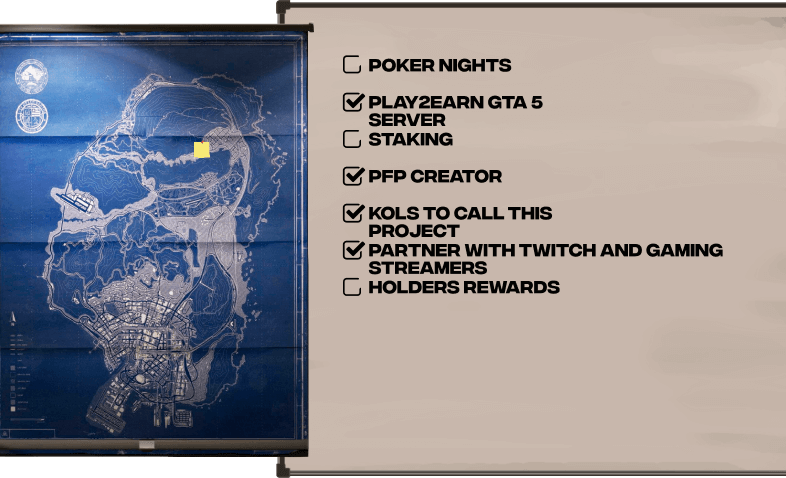 POKER NIGHTS
PLAY2EARN GTA 5
SERVER
STAKING
PFP CREATOR
KOLS TO CALL THIS
PROJECT
PARTNER WITH TWITCH AND GAMING
STREAMERS
HOLDERS REWARDS